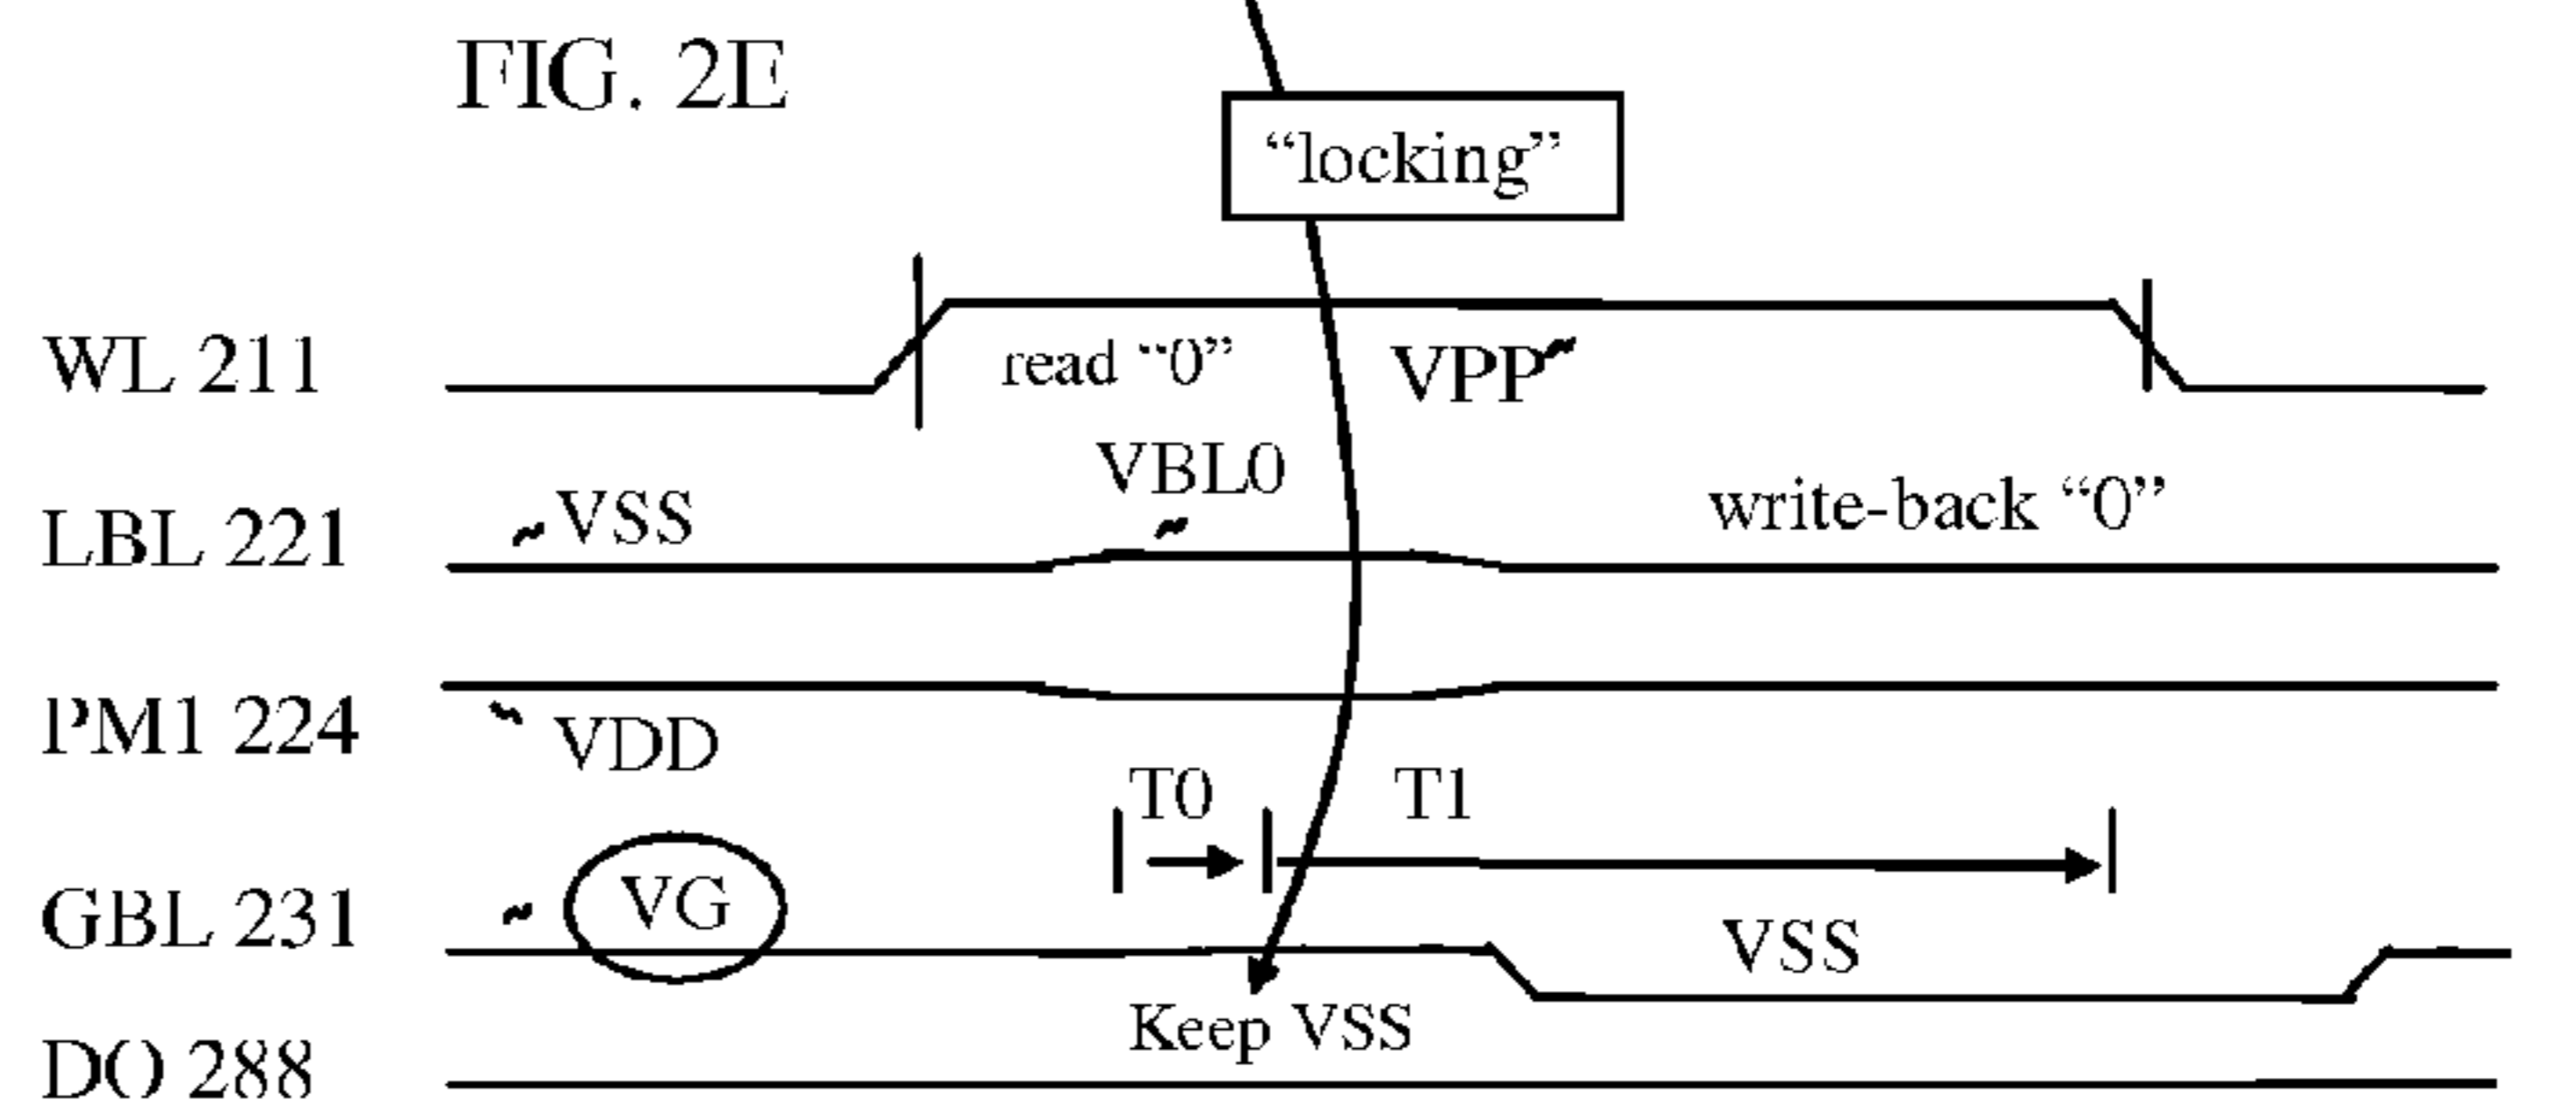 FIG. 2E
“locking”
WL 211
read “0”
VPP
VBL0
LBL 221
VSS
write-back “0”
PM1 224
VDD
T0
T1
GBL 231
VG
VSS
Keep VSS
DO 288